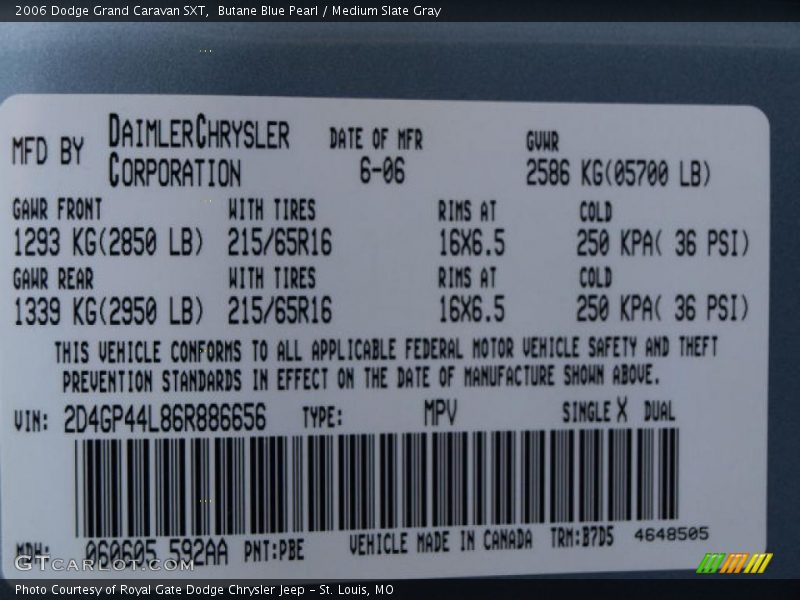 2006 Dodge Grand Caravan SXT,  Butane Blue Pearl / Medium Slate Gray
MFD BY DAIMLERCHRYSLER CORPORATION DATE OF MFR 6-06 GVWR 2586 KG(05700 LB)
GAWR FRONT WITH TIRES RIMS AT COLD
1293 KG(2850 LB) 215/65R16 16X6.5 250 KPA( 36 PSI)
GAWR REAR WITH TIRES RIMS AT COLD
1339 KG(2950 LB) 215/65R16 16X6.5 250 KPA( 36 PSI)
THIS VEHICLE CONFORMS TO ALL APPLICABLE FEDERAL MOTOR VEHICLE SAFETY AND THEFT
PREVENTION STANDARDS IN EFFECT ON THE DATE OF MANUFACTURE SHOWN ABOVE.
VIN: 2D4GP44L86R886656 TYPE: MPV SINGLE X DUAL
MDH: 060605 592AA PNT:PBE VEHICLE MADE IN CANADA TRM:B7D5 4648505
GTcarlot.com
Photo Courtesy of Royal Gate Dodge Chrysler Jeep - St. Louis, MO